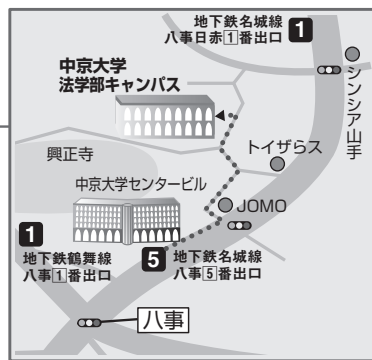 地下鉄名城線
八事日赤1番出口
1
中京大学
法学部キャンパス
シンシア山手
トイザらス
興正寺
中京大学センタービル
JOMO
1
地下鉄鶴舞線
八事1番出口
5
地下鉄名城線
八事5番出口
八事